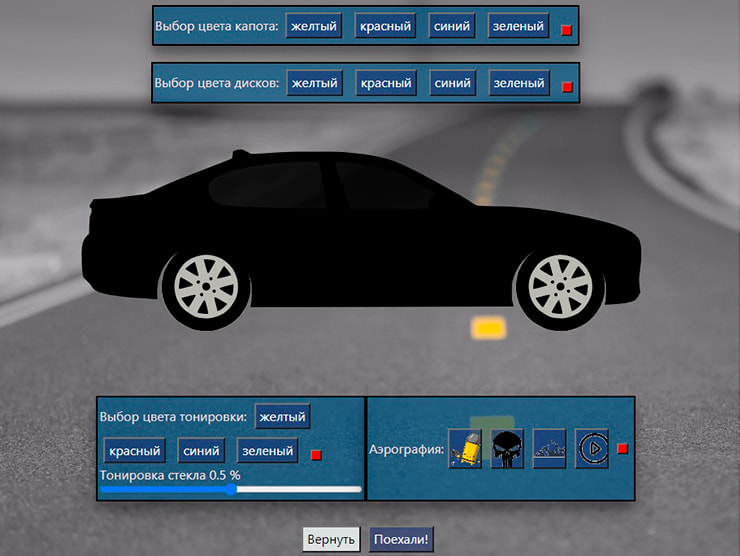 Выбор цвета капота: желтый красный синий зеленый
Выбор цвета дисков: желтый красный синий зеленый
Выбор цвета тонировки: желтый
красный синий зеленый
Тонировка стекла 0.5 %
Аэрография:
Вернуть Поехали!